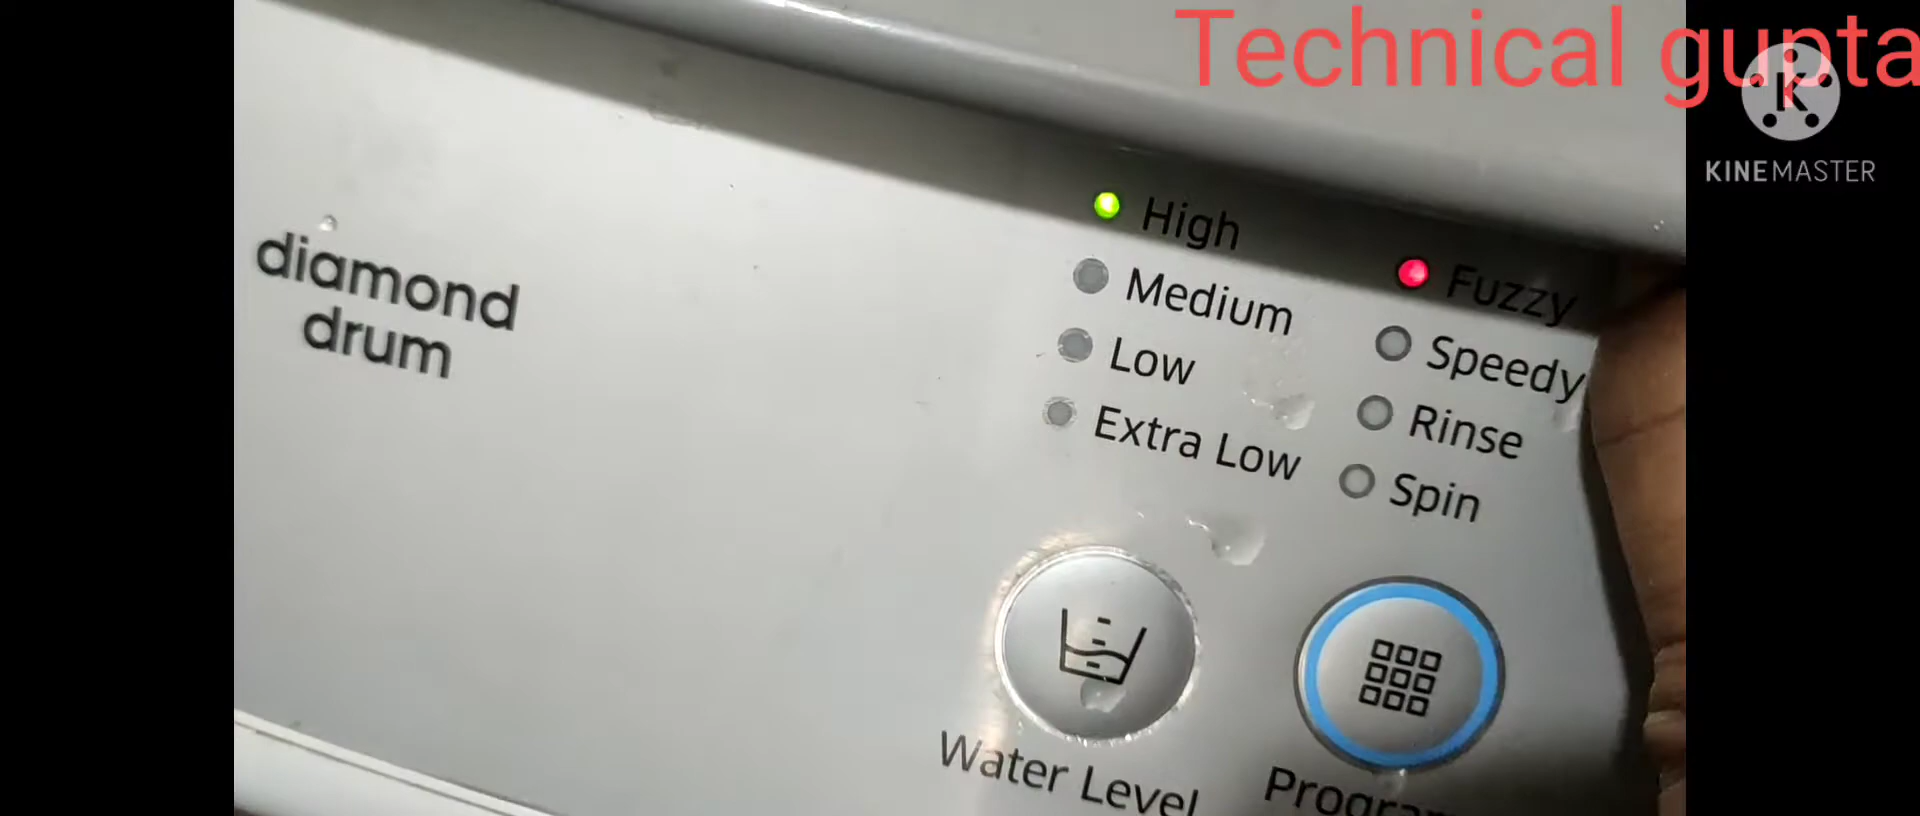 Technical gupta
KINEMASTER
diamond
drum
High
Medium
Low
Extra Low
Fuzzy
Speedy
Rinse
Spin
Water Level